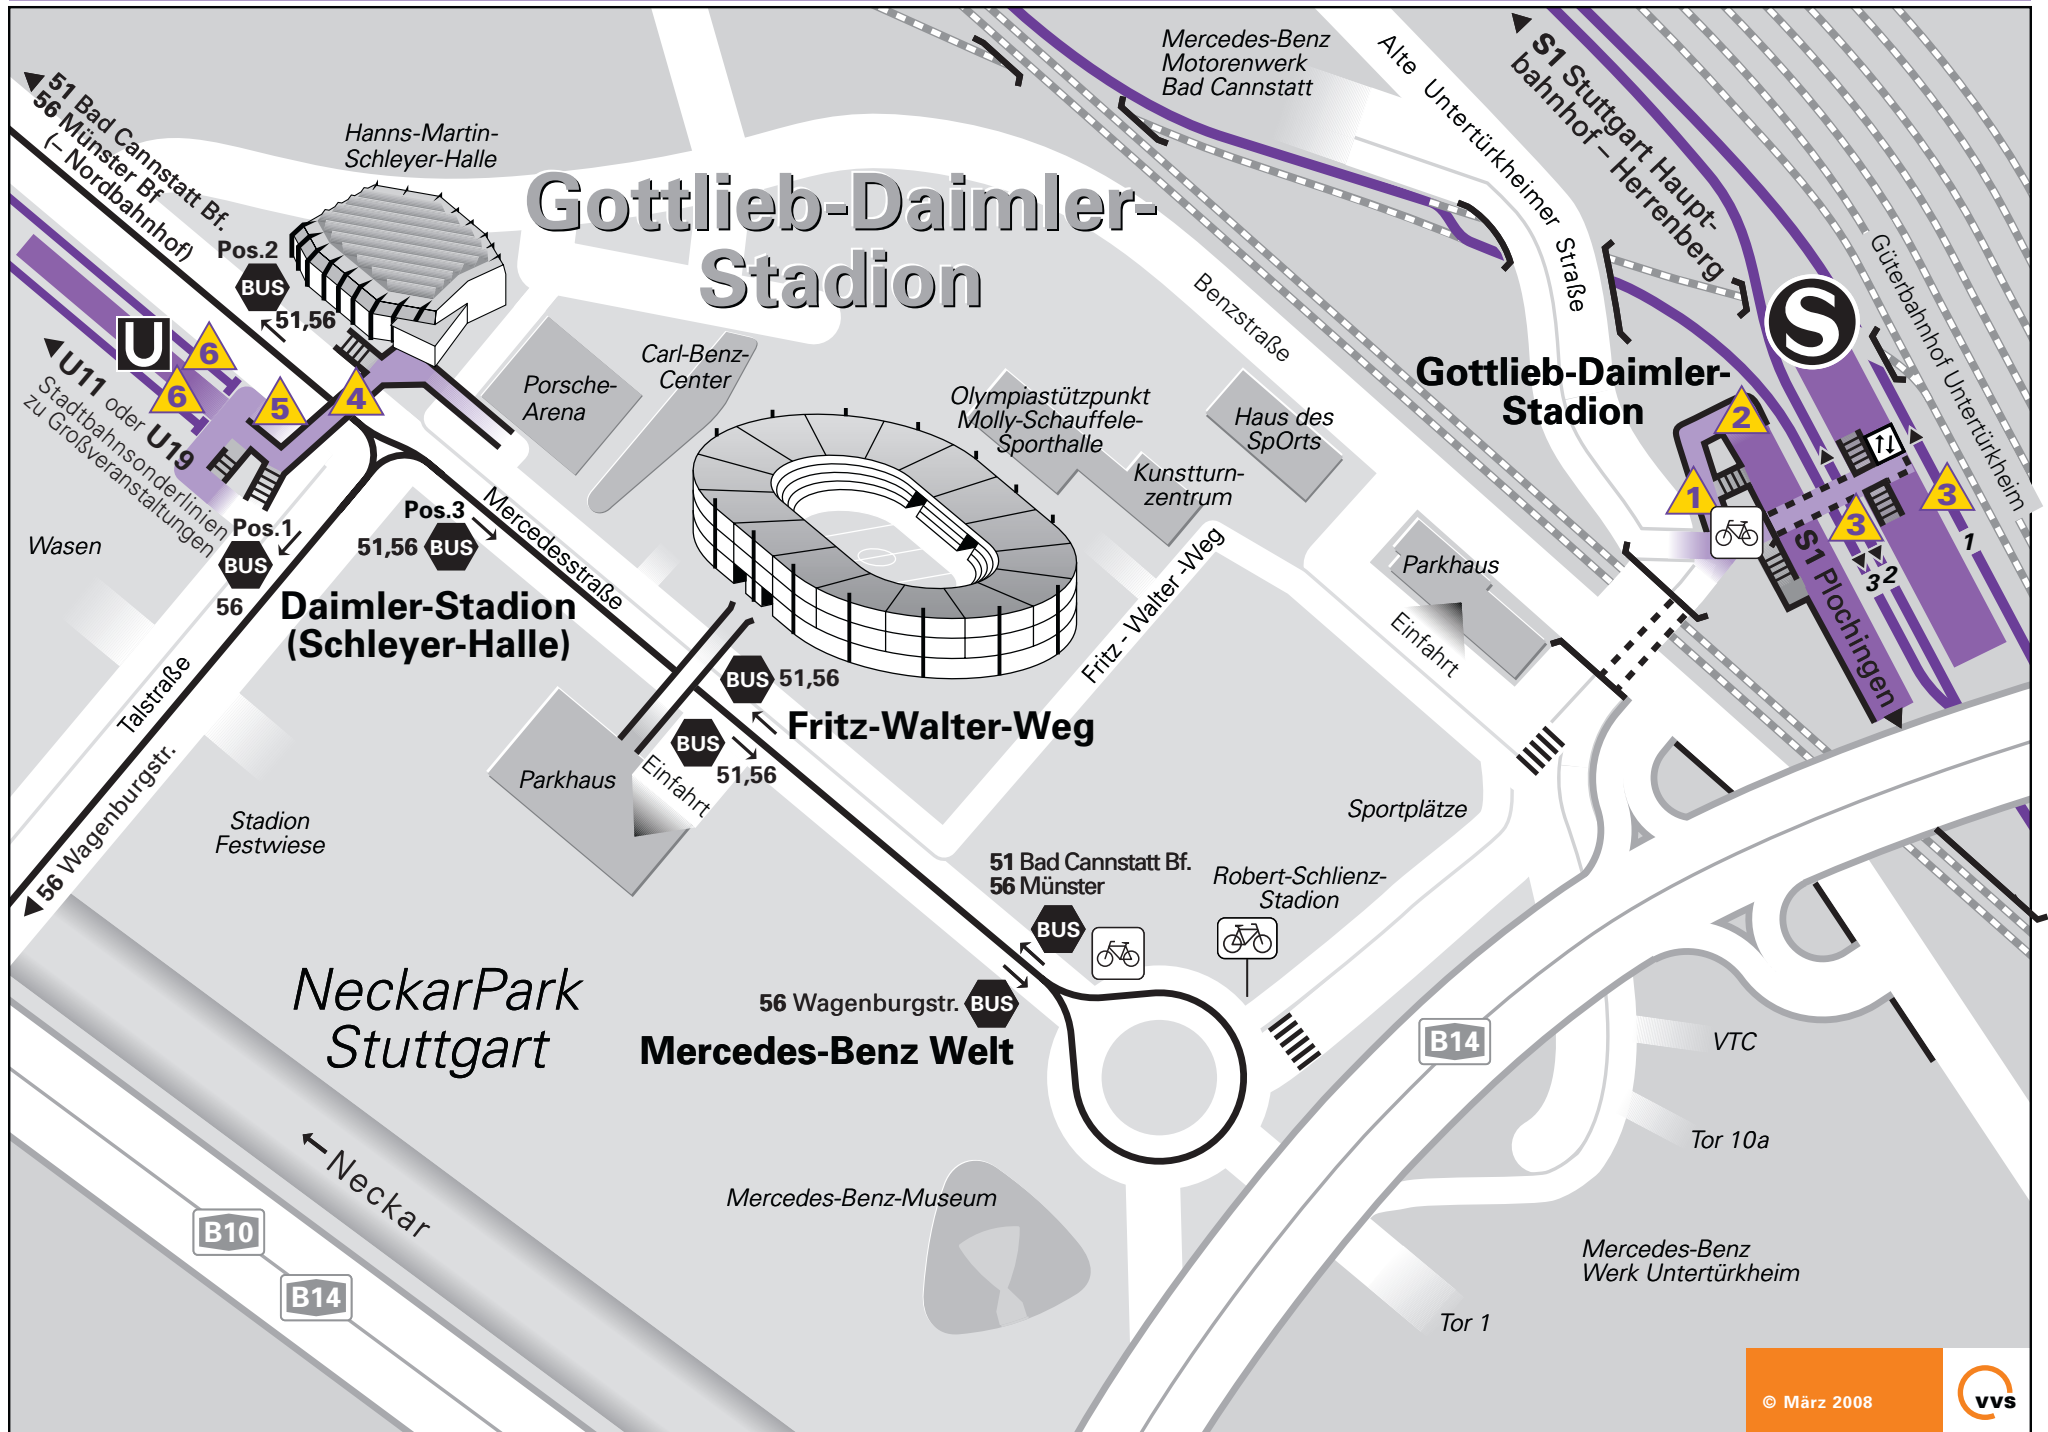 Gottlieb-Daimler-
Stadion
51 Bad Cannstatt Bf.
56 Münster Bf
(– Nordbahnhof)
Hanns-Martin-
Schleyer-Halle
Pos.2
BUS
51,56
U
6
6
5
4
U11 oder U19
Stadtbahnsonderlinien
zu Großveranstaltungen
Wasen
Pos.1
BUS
56
Pos.3
51,56 BUS
Daimler-Stadion
(Schleyer-Halle)
Mercedesstraße
Talstraße
56 Wagenburgstr.
Porsche-
Arena
Carl-Benz-
Center
Olympiastützpunkt
Molly-Schauffele-
Sporthalle
Kunstturn-
zentrum
Haus des
SpOrts
Benzstraße
Mercedes-Benz
Motorenwerk
Bad Cannstatt
Alte Untertürkheimer Straße
S1 Stuttgart Haupt-
bahnhof – Herrenberg
S
Güterbahnhof Untertürkheim
Gottlieb-Daimler-
Stadion
2
1
3
3
1
2
3
S1 Plochingen
Parkhaus
Einfahrt
Fritz - Walter -Weg
BUS 51,56
Fritz-Walter-Weg
BUS
51,56
Parkhaus
Einfahrt
Stadion
Festwiese
Sportplätze
51 Bad Cannstatt Bf.
56 Münster
BUS
Robert-Schlienz-
Stadion
56 Wagenburgstr. BUS
Mercedes-Benz Welt
NeckarPark
Stuttgart
Neckar
B10
B14
B14
VTC
Tor 10a
Mercedes-Benz-Museum
Mercedes-Benz
Werk Untertürkheim
Tor 1
© März 2008
vvs